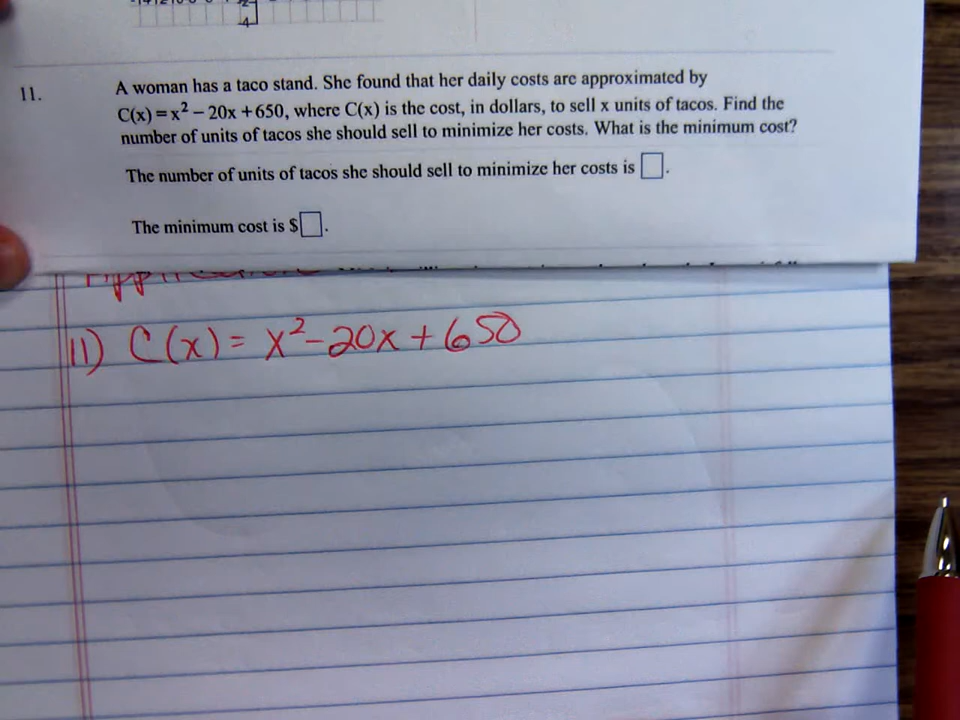 11. A woman has a taco stand. She found that her daily costs are approximated by
C(x) = x² − 20x + 650, where C(x) is the cost, in dollars, to sell x units of tacos. Find the
number of units of tacos she should sell to minimize her costs. What is the minimum cost?
The number of units of tacos she should sell to minimize her costs is □.
The minimum cost is $□.
11) C(x) = x² - 20x + 650